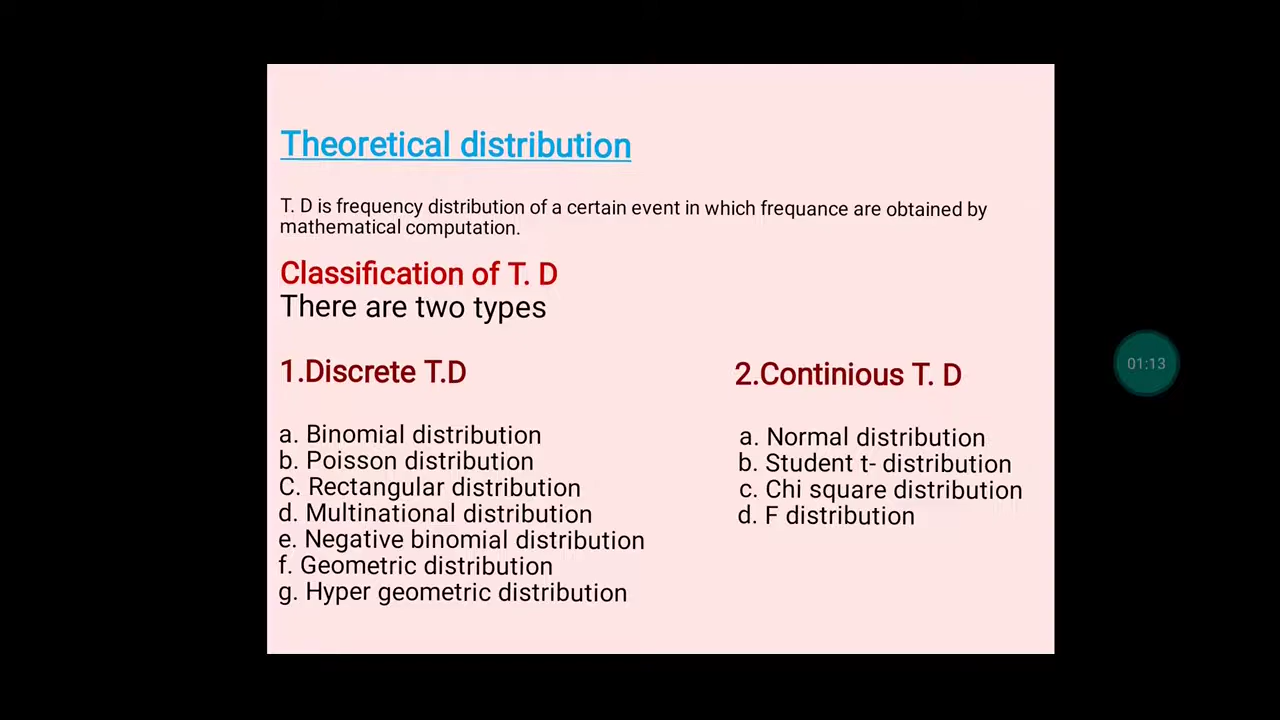 Theoretical distribution
T. D is frequency distribution of a certain event in which frequance are obtained by
mathematical computation.
Classification of T. D
There are two types
1.Discrete T.D
a. Binomial distribution
b. Poisson distribution
C. Rectangular distribution
d. Multinational distribution
e. Negative binomial distribution
f. Geometric distribution
g. Hyper geometric distribution
2.Continious T. D
a. Normal distribution
b. Student t- distribution
c. Chi square distribution
d. F distribution
01:13